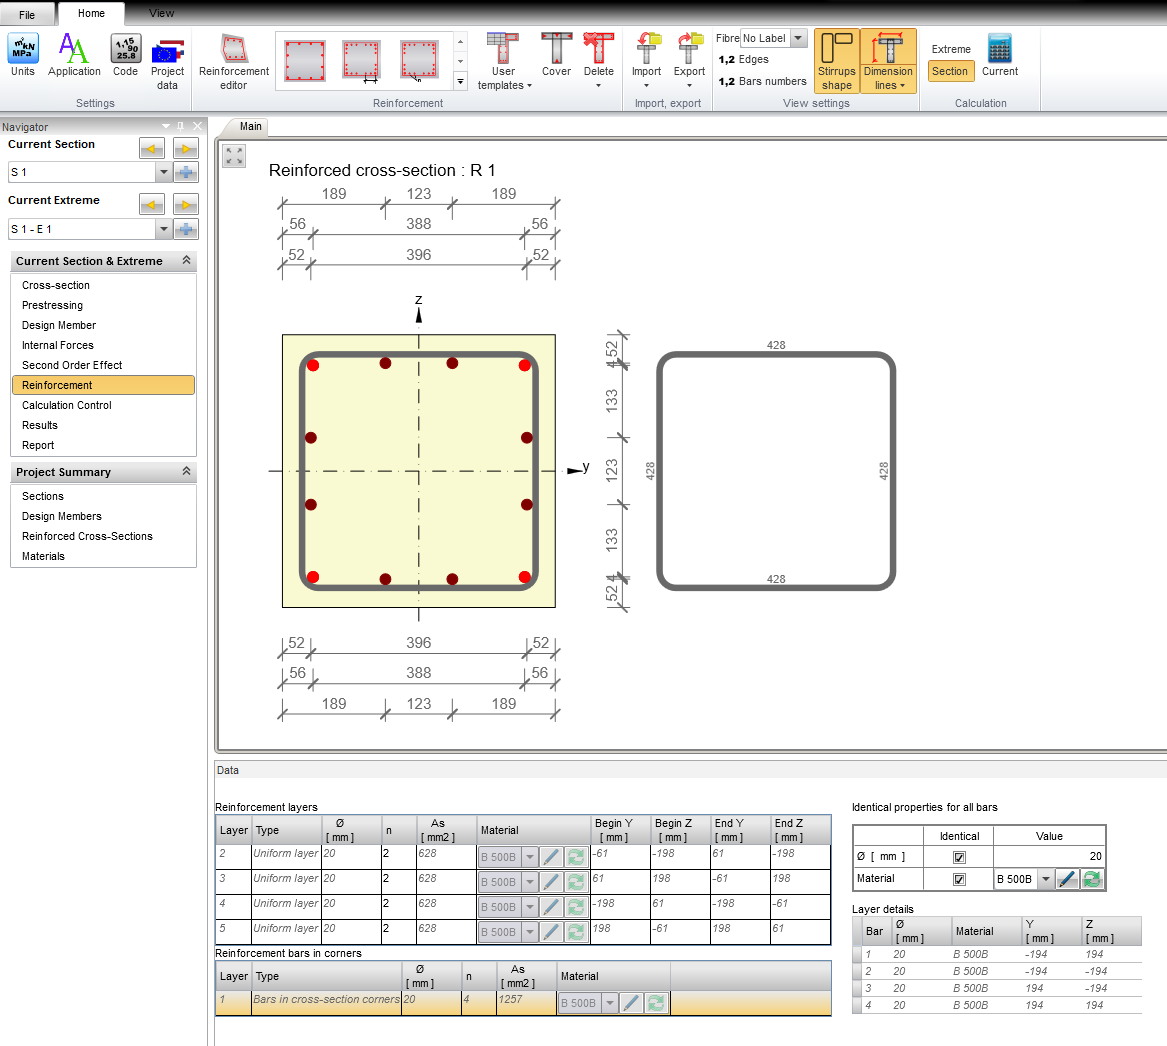 File Home View
Units Application Code Project data
Reinforcement editor
User templates Cover Delete
Import Export
Fibre No Label
1,2 Edges
1,2 Bars numbers
Stirrups shape
Dimension lines
Extreme
Section
Current
Settings Reinforcement Import, export View settings Calculation
m²kN MPa
1,15 90 25.8
Navigator
Current Section
S 1
Current Extreme
S 1 - E 1
Current Section & Extreme
Cross-section
Prestressing
Design Member
Internal Forces
Second Order Effect
Reinforcement
Calculation Control
Results
Report
Project Summary
Sections
Design Members
Reinforced Cross-Sections
Materials
Main
Reinforced cross-section : R 1
189 123 189
56 388 56
52 396 52
z
y
52
4
133
123
133
4
52
428
428
428
428
52 396 52
56 388 56
189 123 189
Data
Reinforcement layers
Layer Type Ø [ mm ] n As [ mm2 ] Material Begin Y [ mm ] Begin Z [ mm ] End Y [ mm ] End Z [ mm ]
2 Uniform layer 20 2 628 B 500B -61 -198 61 -198
3 Uniform layer 20 2 628 B 500B 61 198 -61 198
4 Uniform layer 20 2 628 B 500B -198 61 -198 -61
5 Uniform layer 20 2 628 B 500B 198 -61 198 61
Reinforcement bars in corners
Layer Type Ø [ mm ] n As [ mm2 ] Material
1 Bars in cross-section corners 20 4 1257 B 500B
Identical properties for all bars
Identical Value
Ø [ mm ] 20
Material B 500B
Layer details
Bar Ø [ mm ] Material Y [ mm ] Z [ mm ]
1 20 B 500B -194 194
2 20 B 500B -194 -194
3 20 B 500B 194 -194
4 20 B 500B 194 194